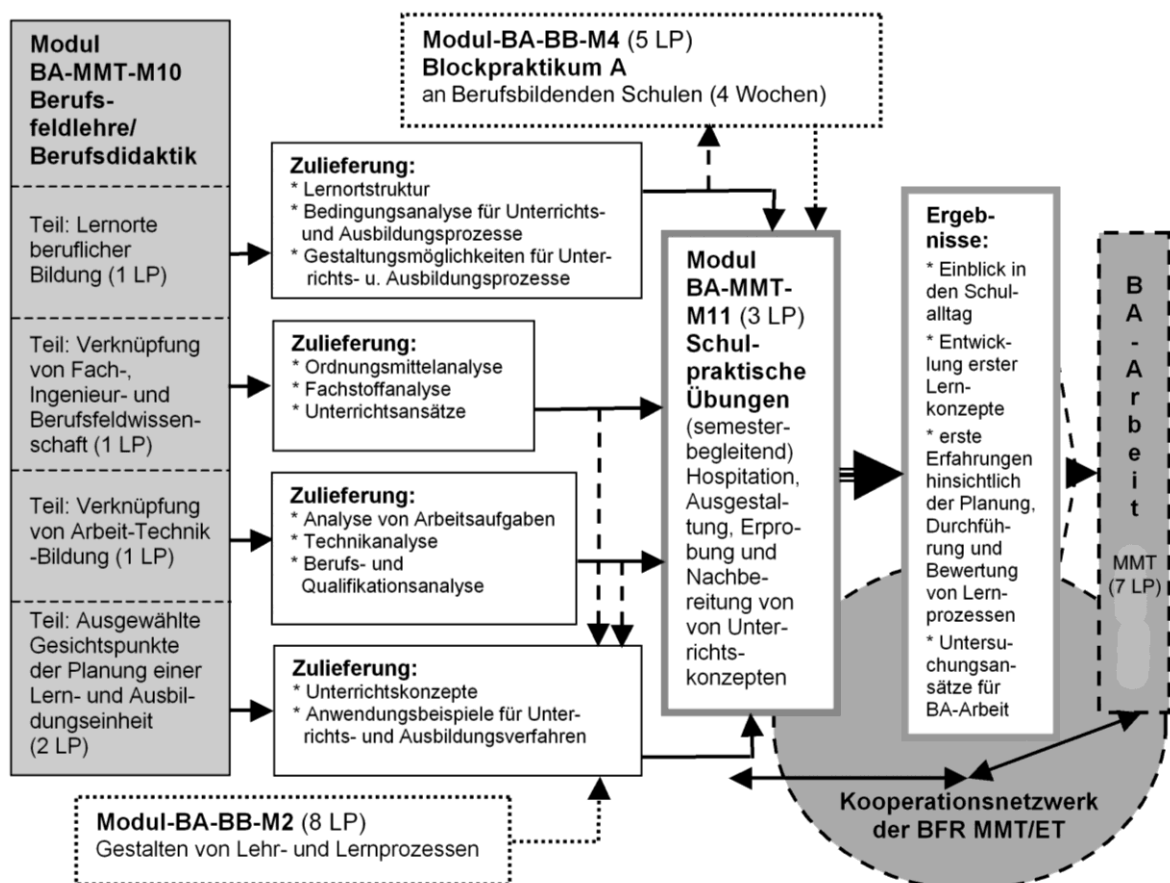 Modul
BA-MMT-M10
Berufs-
feldlehre/
Berufsdidaktik
Teil: Lernorte
beruflicher
Bildung (1 LP)
Teil: Verknüpfung
von Fach-,
Ingenieur- und
Berufsfeldwissen-
schaft (1 LP)
Teil: Verknüpfung
von Arbeit-Technik
-Bildung (1 LP)
Teil: Ausgewählte
Gesichtspunkte
der Planung einer
Lern- und Ausbil-
dungseinheit
(2 LP)
Modul-BA-BB-M4 (5 LP)
Blockpraktikum A
an Berufsbildenden Schulen (4 Wochen)
Zulieferung:
* Lernortstruktur
* Bedingungsanalyse für Unterrichts-
und Ausbildungsprozesse
* Gestaltungsmöglichkeiten für Unter-
richts- u. Ausbildungsprozesse
Zulieferung:
* Ordnungsmittelanalyse
* Fachstoffanalyse
* Unterrichtsansätze
Zulieferung:
* Analyse von Arbeitsaufgaben
* Technikanalyse
* Berufs- und
Qualifikationsanalyse
Zulieferung:
* Unterrichtskonzepte
* Anwendungsbeispiele für Unter-
richts- und Ausbildungsverfahren
Modul-BA-BB-M2 (8 LP)
Gestalten von Lehr- und Lernprozessen
Modul
BA-MMT-
M11 (3 LP)
Schul-
praktische
Übungen
(semester-
begleitend)
Hospitation,
Ausgestal-
tung, Erpro-
bung und
Nachbe-
reitung von
von Unter-
richts-
konzepten
Ergeb-
nisse:
* Einblick in
den Schul-
alltag
* Entwick-
lung erster
Lern-
konzepte
* erste
Erfahrungen
hinsichtlich
der Planung,
Durchfüh-
rung und
Bewertung
von Lern-
prozessen
* Untersu-
chungsan-
sätze für
BA-Arbeit
B
A
-
A
r
b
e
i
t
MMT
(7 LP)
Kooperationsnetzwerk
der BFR MMT/ET